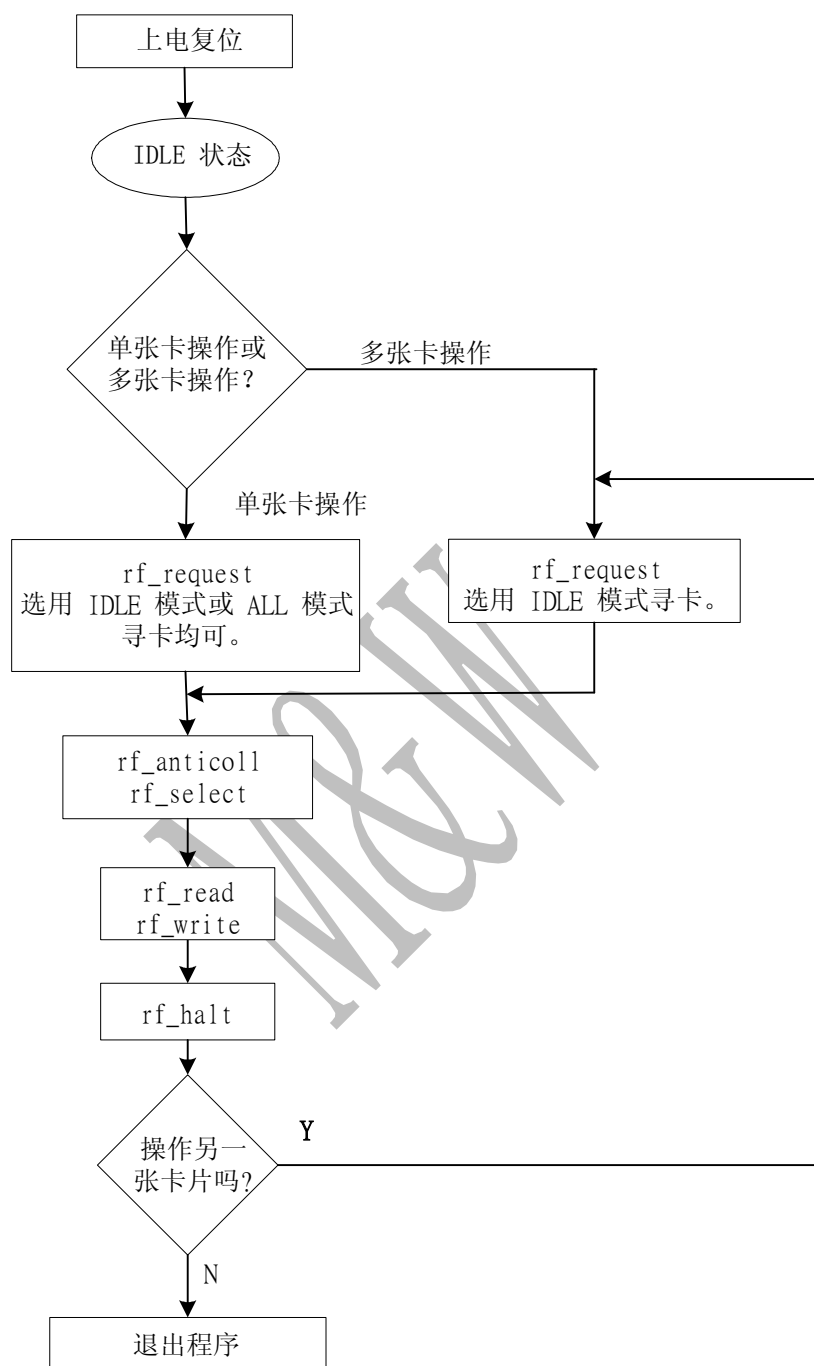 上电复位
IDLE 状态
单张卡操作或
多张卡操作?
多张卡操作
单张卡操作
rf_request
选用 IDLE 模式或 ALL 模式
寻卡均可。
rf_request
选用 IDLE 模式寻卡。
M&W
rf_anticoll
rf_select
rf_read
rf_write
rf_halt
操作另一
张卡片吗?
Y
N
退出程序